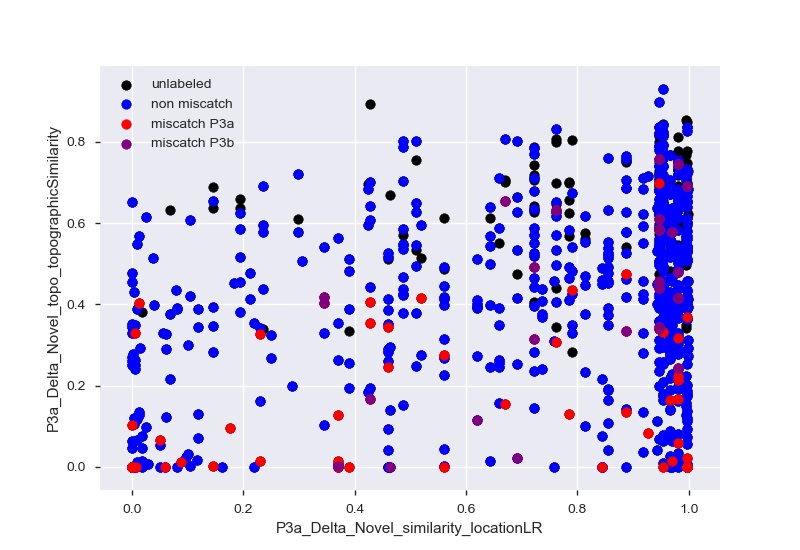 unlabeled
non miscatch
miscatch P3a
miscatch P3b
0.8
0.6
0.4
0.2
0.0
P3a_Delta_Novel_topo_topographicSimilarity
0.0 0.2 0.4 0.6 0.8 1.0
P3a_Delta_Novel_similarity_locationLR